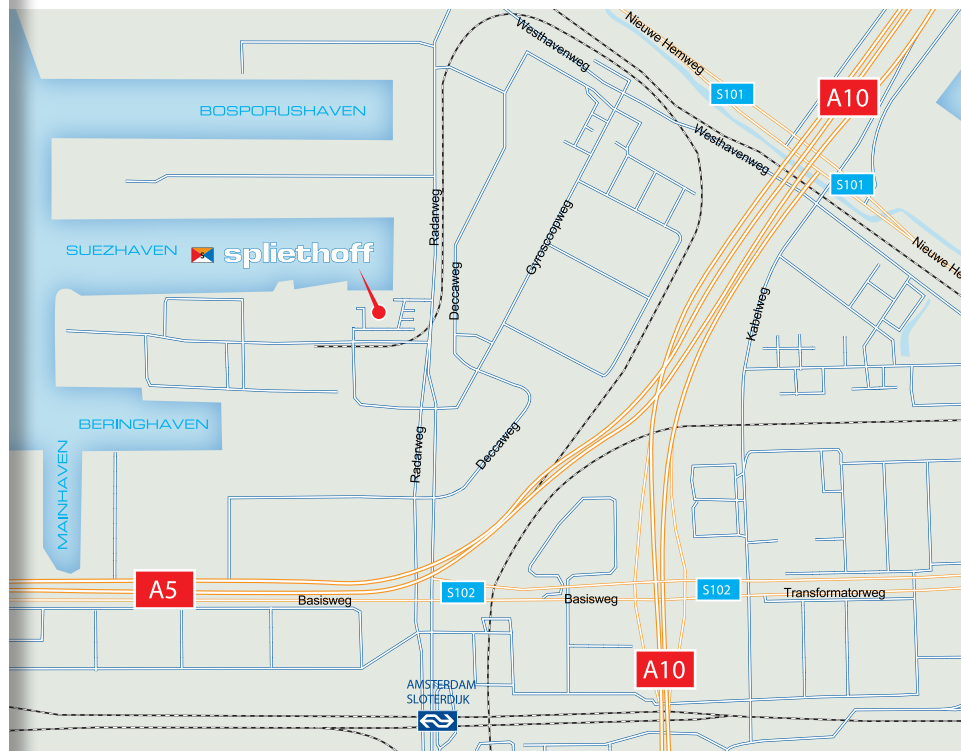 Nieuwe Hemweg
Westhavenweg
S101
A10
BOSPORUSHAVEN
Westhavenweg
S101
Radarweg
Gyroscoopweg
SUEZHAVEN
S
spliethoff
Nieuwe He
Deccaweg
Kabelweg
BERINGHAVEN
Radarweg
Deccaweg
MAINHAVEN
A5
S102
S102
Basisweg
Basisweg
Transformatorweg
A10
AMSTERDAM
SLOTERDIJK